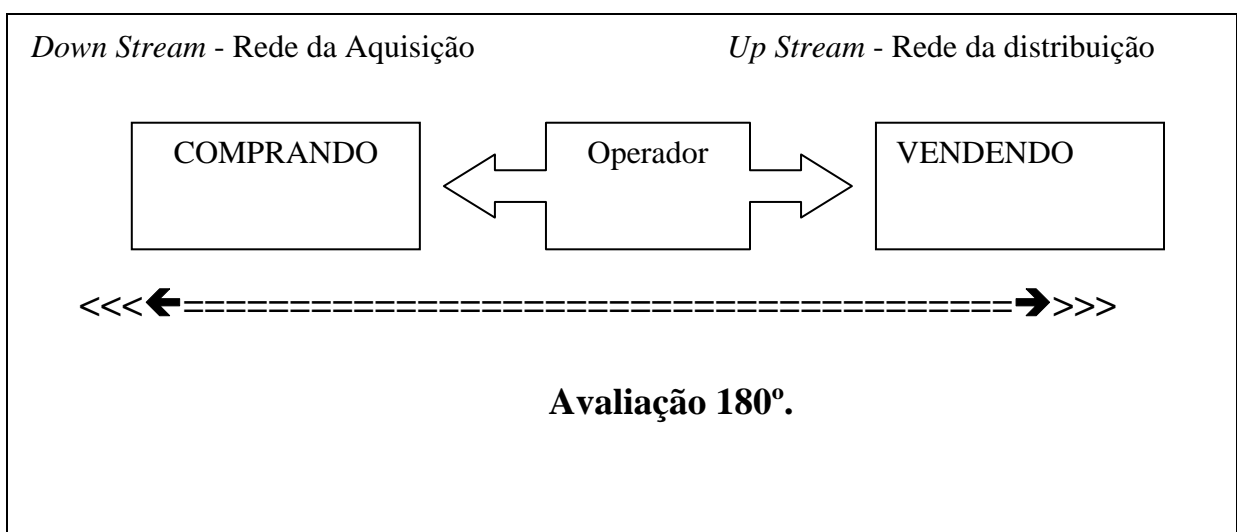 Down Stream - Rede da Aquisição Up Stream - Rede da distribuição
COMPRANDO Operador VENDENDO
<<<🡸=======================================🡺>>>
Avaliação 180º.